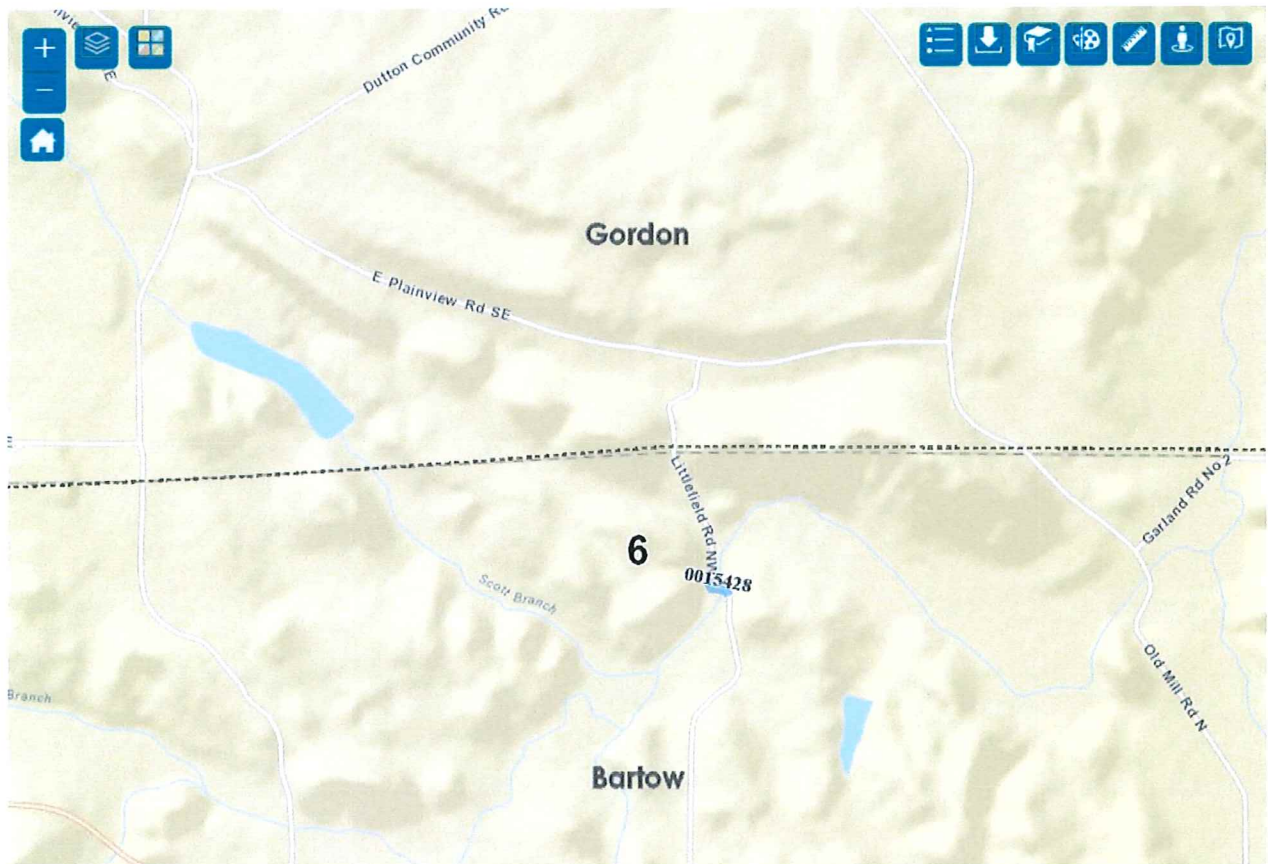 E
Dutton Community Rd
Gordon
E Plainview Rd SE
E
Littlefield Rd NW
Garland Rd No 2
6
0015428
Scott Branch
Old Mill Rd N
Branch
Bartow